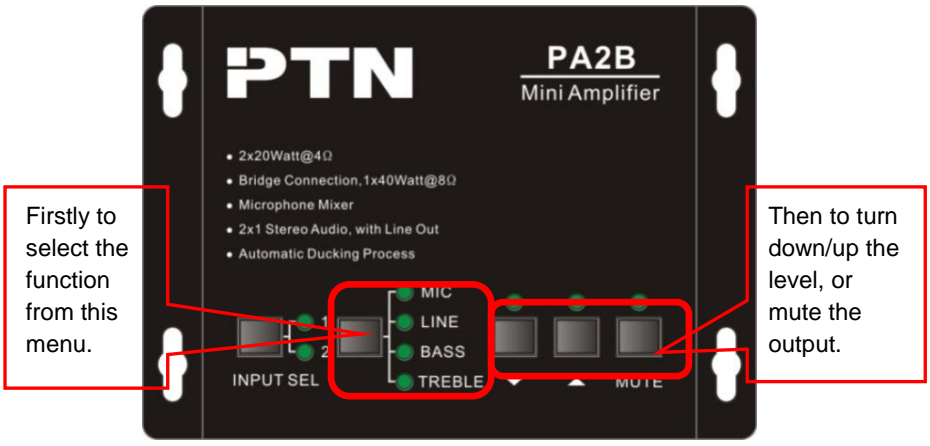 PTN
PA2B
Mini Amplifier
• 2x20Watt@4Ω
• Bridge Connection,1x40Watt@8Ω
• Microphone Mixer
• 2x1 Stereo Audio, with Line Out
• Automatic Ducking Process
Firstly to
select the
function
from this
menu.
Then to turn
down/up the
level, or
mute the
output.
1
2
INPUT SEL
MIC
LINE
BASS
TREBLE
MUTE